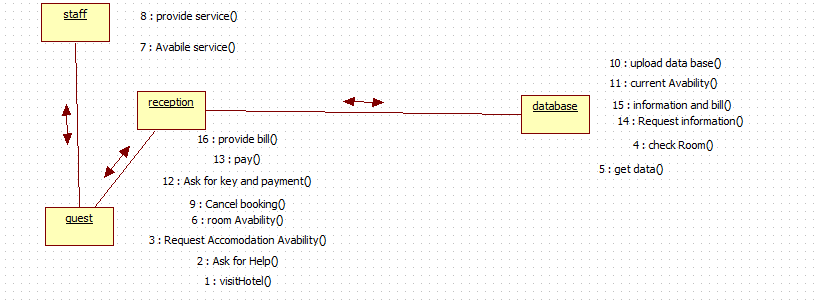 staff
8 : provide service()
7 : Avabile service()
reception
database
10 : upload data base()
11 : current Avability()
15 : information and bill()
14 : Request information()
4 : check Room()
5 : get data()
16 : provide bill()
13 : pay()
12 : Ask for key and payment()
9 : Cancel booking()
6 : room Avability()
3 : Request Accomodation Avability()
2 : Ask for Help()
1 : visitHotel()
guest